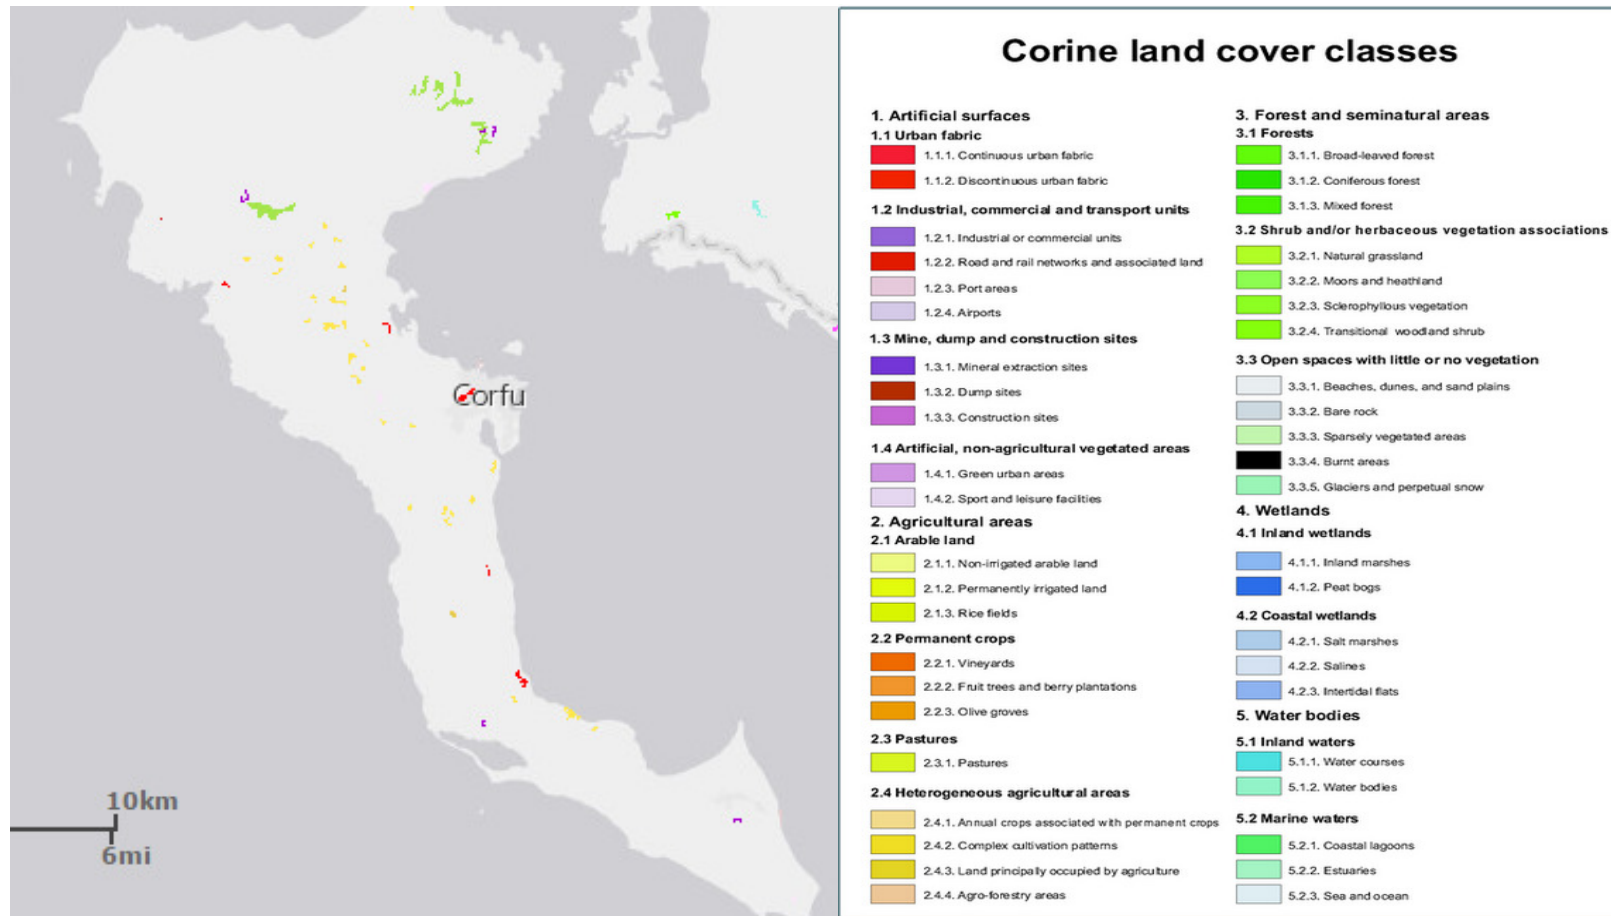 Corfu
10km
6mi
Corine land cover classes
1. Artificial surfaces
1.1 Urban fabric
1.1.1. Continuous urban fabric
1.1.2. Discontinuous urban fabric
1.2 Industrial, commercial and transport units
1.2.1. Industrial or commercial units
1.2.2. Road and rail networks and associated land
1.2.3. Port areas
1.2.4. Airports
1.3 Mine, dump and construction sites
1.3.1. Mineral extraction sites
1.3.2. Dump sites
1.3.3. Construction sites
1.4 Artificial, non-agricultural vegetated areas
1.4.1. Green urban areas
1.4.2. Sport and leisure facilities
2. Agricultural areas
2.1 Arable land
2.1.1. Non-irrigated arable land
2.1.2. Permanently irrigated land
2.1.3. Rice fields
2.2 Permanent crops
2.2.1. Vineyards
2.2.2. Fruit trees and berry plantations
2.2.3. Olive groves
2.3 Pastures
2.3.1. Pastures
2.4 Heterogeneous agricultural areas
2.4.1. Annual crops associated with permanent crops
2.4.2. Complex cultivation patterns
2.4.3. Land principally occupied by agriculture
2.4.4. Agro-forestry areas
3. Forest and seminatural areas
3.1 Forests
3.1.1. Broad-leaved forest
3.1.2. Coniferous forest
3.1.3. Mixed forest
3.2 Shrub and/or herbaceous vegetation associations
3.2.1. Natural grassland
3.2.2. Moors and heathland
3.2.3. Sclerophyllous vegetation
3.2.4. Transitional woodland shrub
3.3 Open spaces with little or no vegetation
3.3.1. Beaches, dunes, and sand plains
3.3.2. Bare rock
3.3.3. Sparsely vegetated areas
3.3.4. Burnt areas
3.3.5. Glaciers and perpetual snow
4. Wetlands
4.1 Inland wetlands
4.1.1. Inland marshes
4.1.2. Peat bogs
4.2 Coastal wetlands
4.2.1. Salt marshes
4.2.2. Salines
4.2.3. Intertidal flats
5. Water bodies
5.1 Inland waters
5.1.1. Water courses
5.1.2. Water bodies
5.2 Marine waters
5.2.1. Coastal lagoons
5.2.2. Estuaries
5.2.3. Sea and ocean